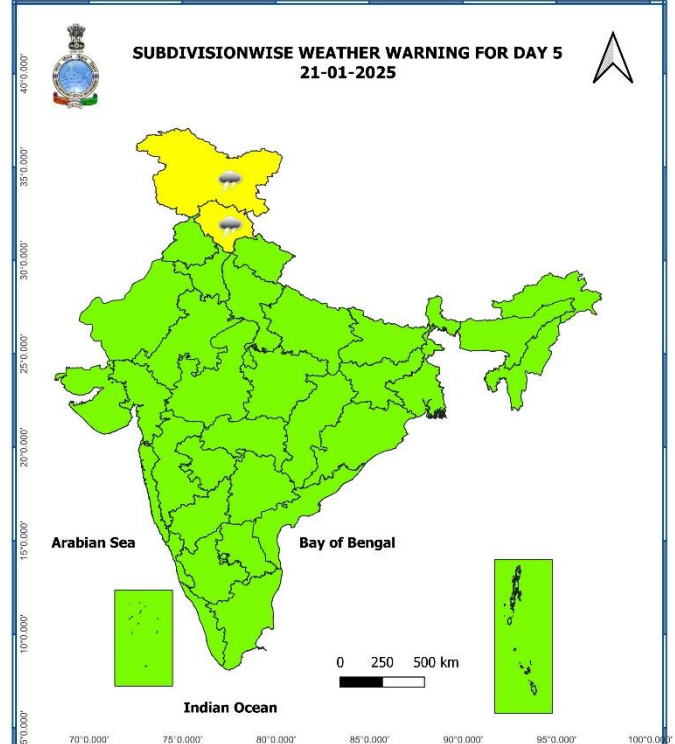 SUBDIVISIONWISE WEATHER WARNING FOR DAY 5
21-01-2025
40°0.000'
35°0.000'
30°0.000'
25°0.000'
20°0.000'
15°0.000'
10°0.000'
5°0.000'
Arabian Sea
Bay of Bengal
0 250 500 km
Indian Ocean
70°0.000' 75°0.000' 80°0.000' 85°0.000' 90°0.000' 95°0.000' 100°0.000'